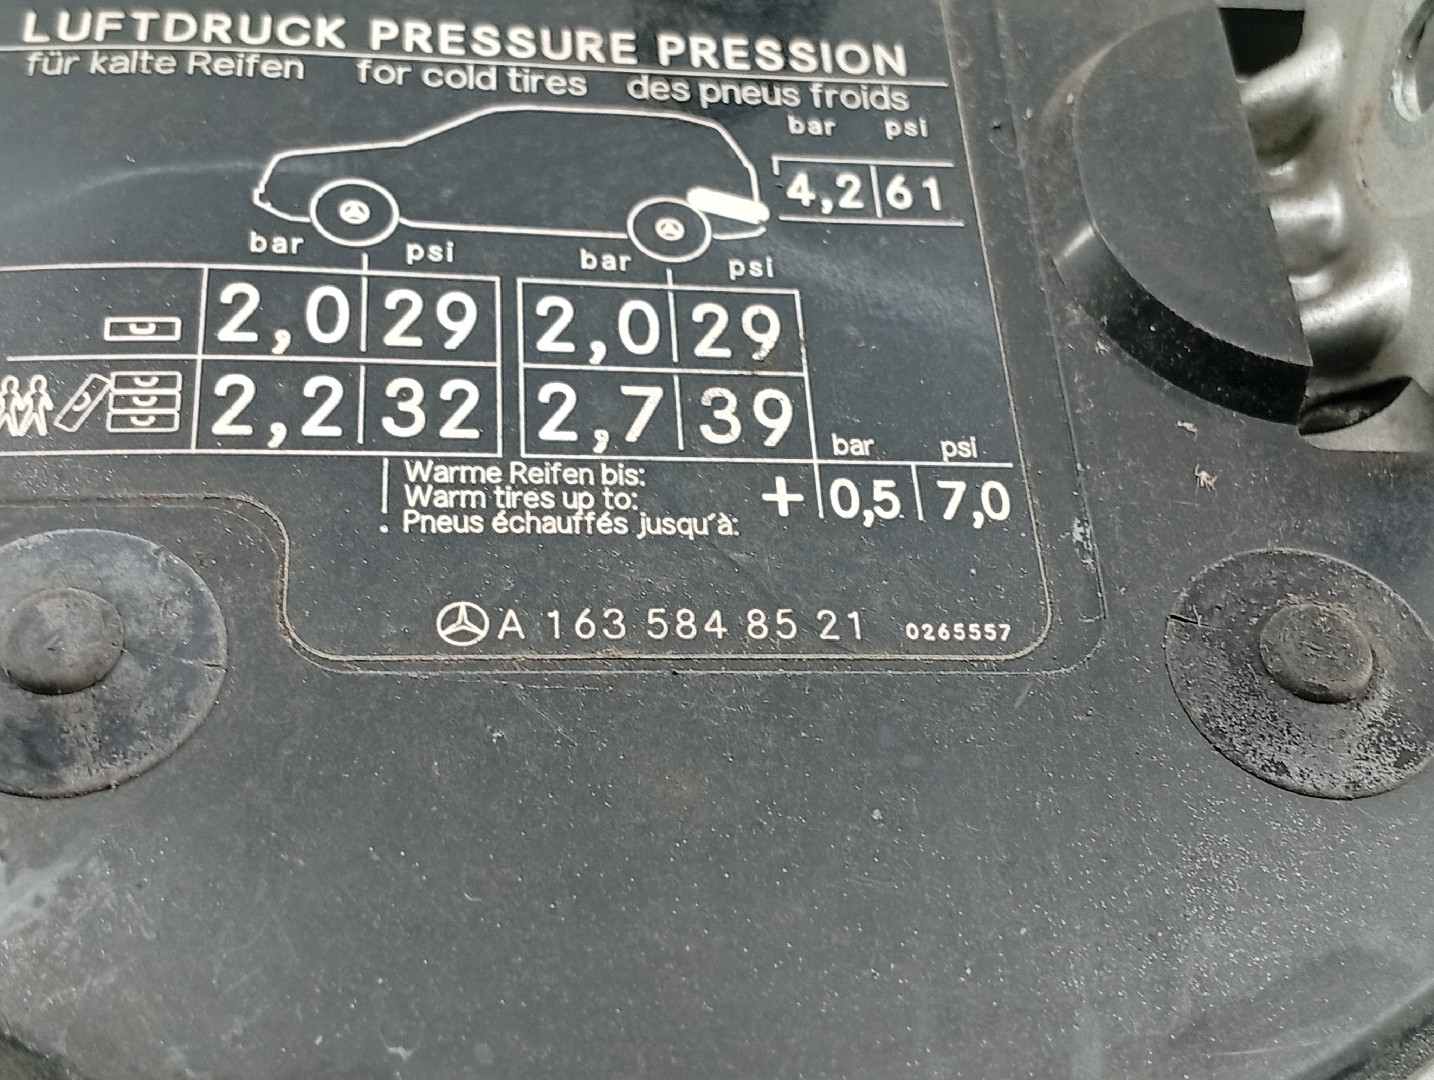 LUFTDRUCK PRESSURE PRESSION
für kalte Reifen for cold tires des pneus froids
bar psi
4,2 61
bar psi bar psi
2,0 29 2,0 29
2,2 32 2,7 39
bar psi
Warme Reifen bis:
Warm tires up to: + 0,5 7,0
Pneus échauffés jusqu'à:
A 163 584 85 21 0265557